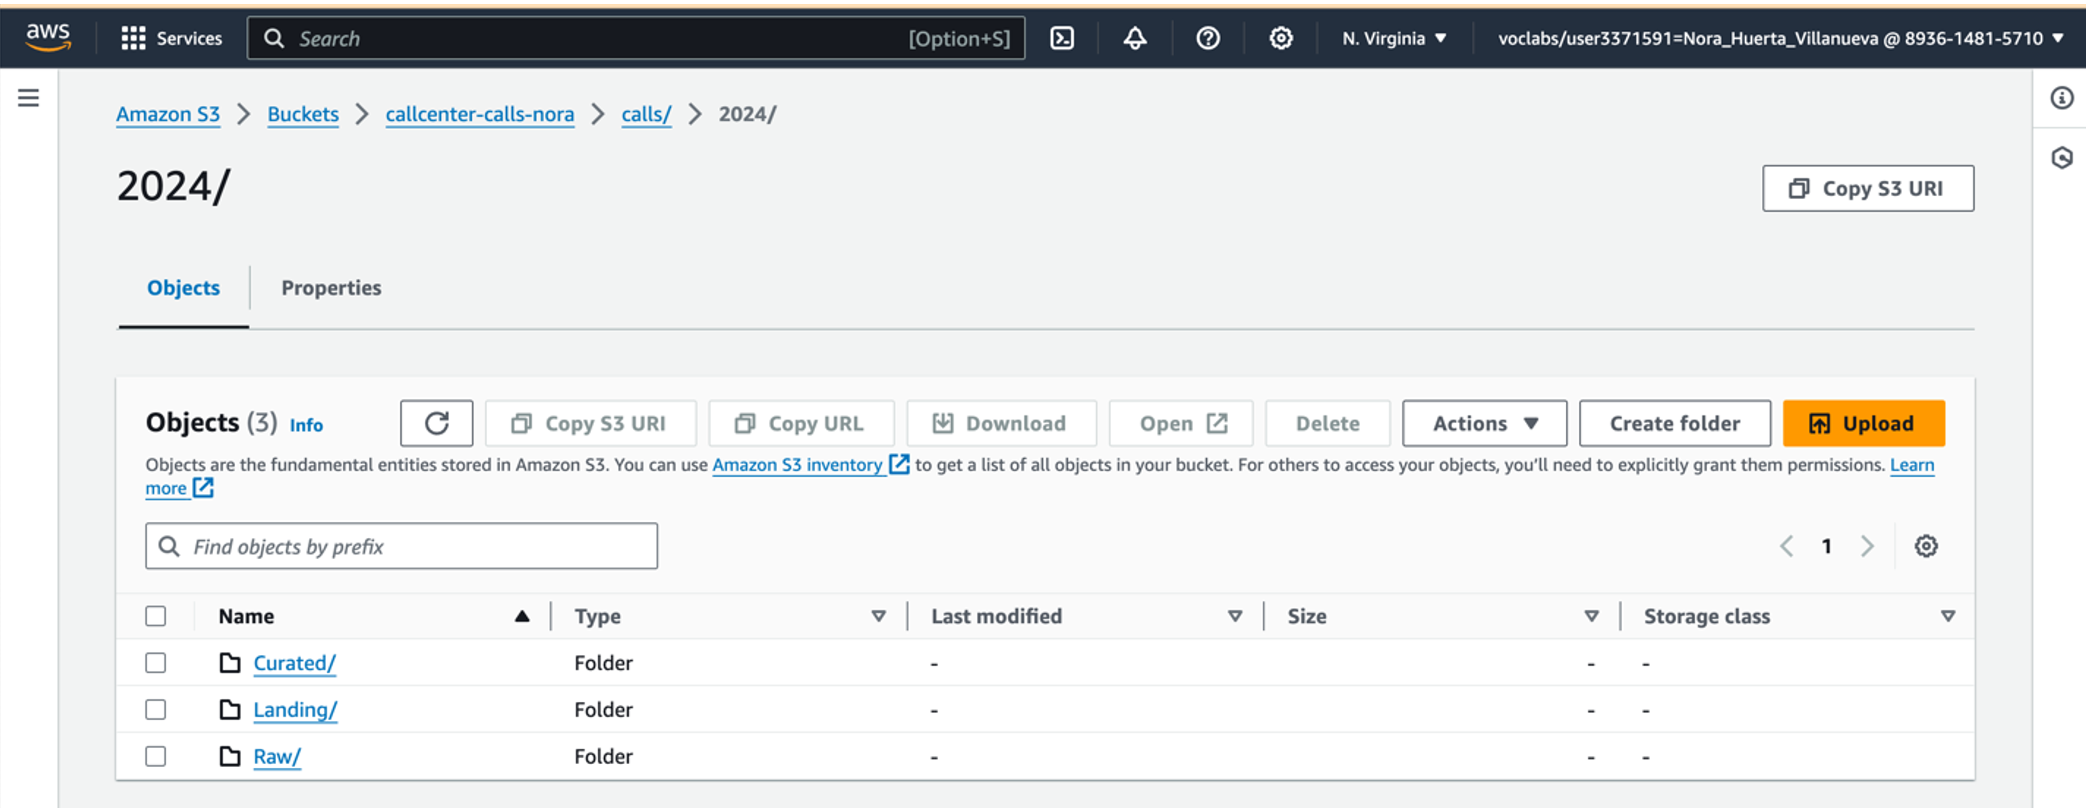 aws Services Search [Option+S] N. Virginia voclabs/user3371591=Nora_Huerta_Villanueva @ 8936-1481-5710
Amazon S3 > Buckets > callcenter-calls-nora > calls/ > 2024/
2024/
Copy S3 URI
Objects Properties
Objects (3) Info Copy S3 URI Copy URL Download Open Delete Actions Create folder Upload
Objects are the fundamental entities stored in Amazon S3. You can use Amazon S3 inventory to get a list of all objects in your bucket. For others to access your objects, you'll need to explicitly grant them permissions. Learn
more
Find objects by prefix
1
Name Type Last modified Size Storage class
Curated/ Folder - - -
Landing/ Folder - - -
Raw/ Folder - - -